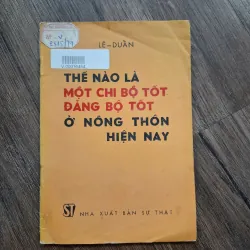 LÊ-DUẨN
THẾ NÀO LÀ
MỘT CHI BỘ TỐT
ĐẢNG BỘ TỐT
Ở NÔNG THÔN
HIỆN NAY
ST NHÀ XUẤT BẢN SỰ THẬT